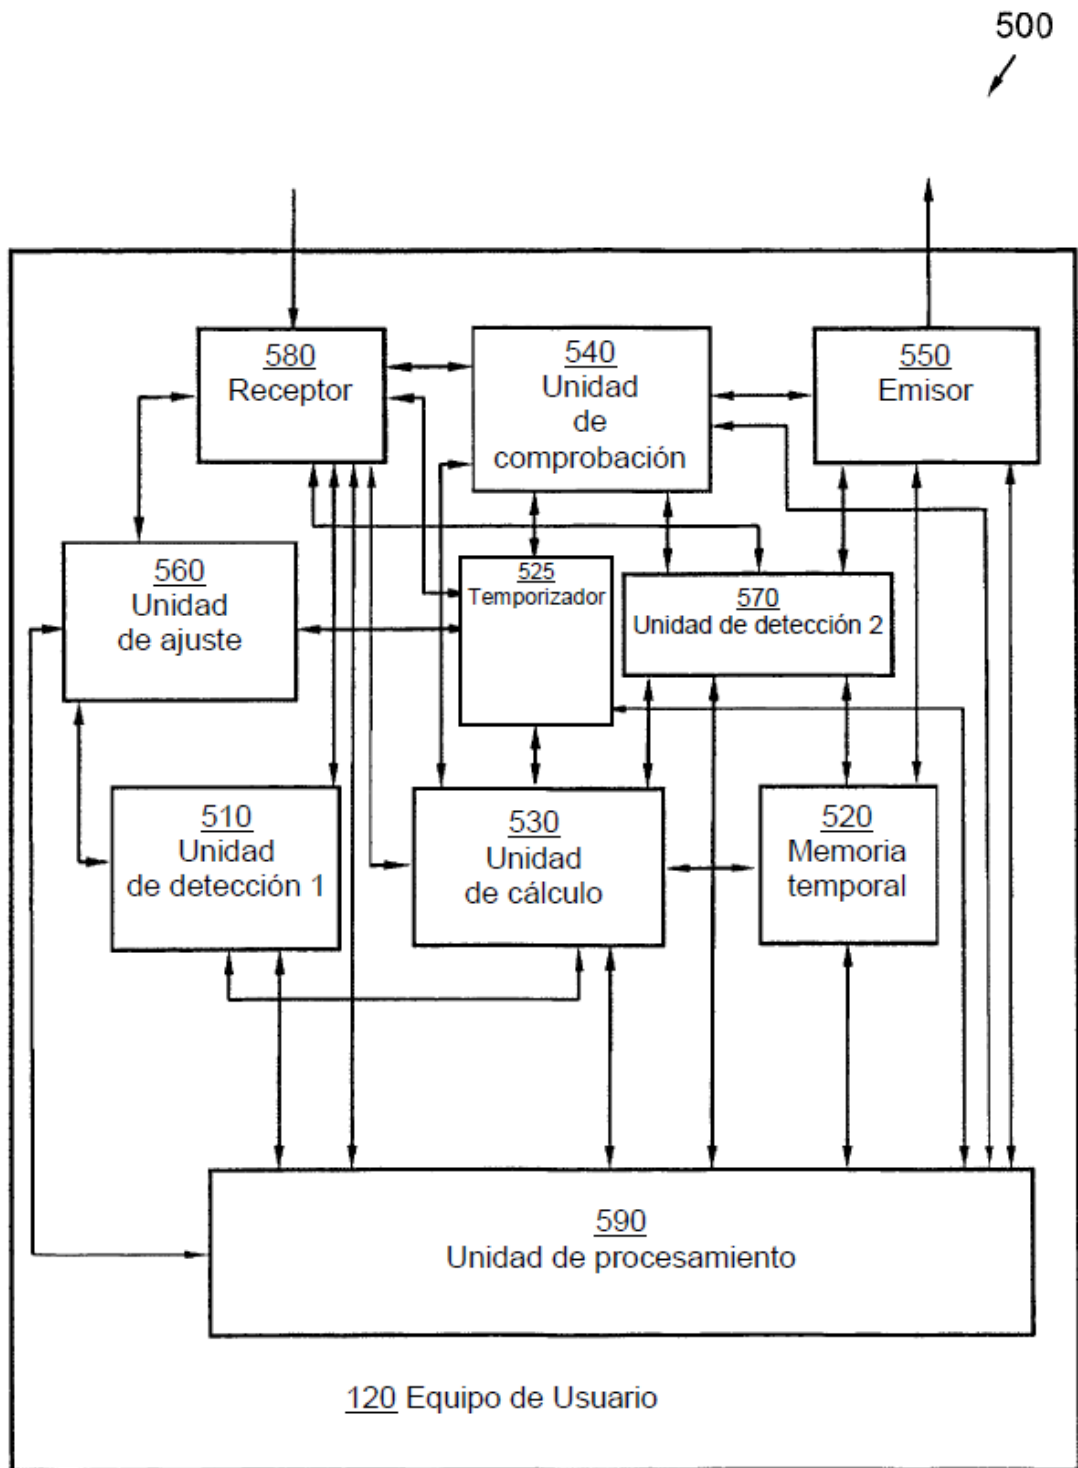 500
580
Receptor
540
Unidad
de
comprobación
550
Emisor
560
Unidad
de ajuste
525
Temporizador
570
Unidad de detección 2
510
Unidad
de detección 1
530
Unidad
de cálculo
520
Memoria
temporal
590
Unidad de procesamiento
120 Equipo de Usuario